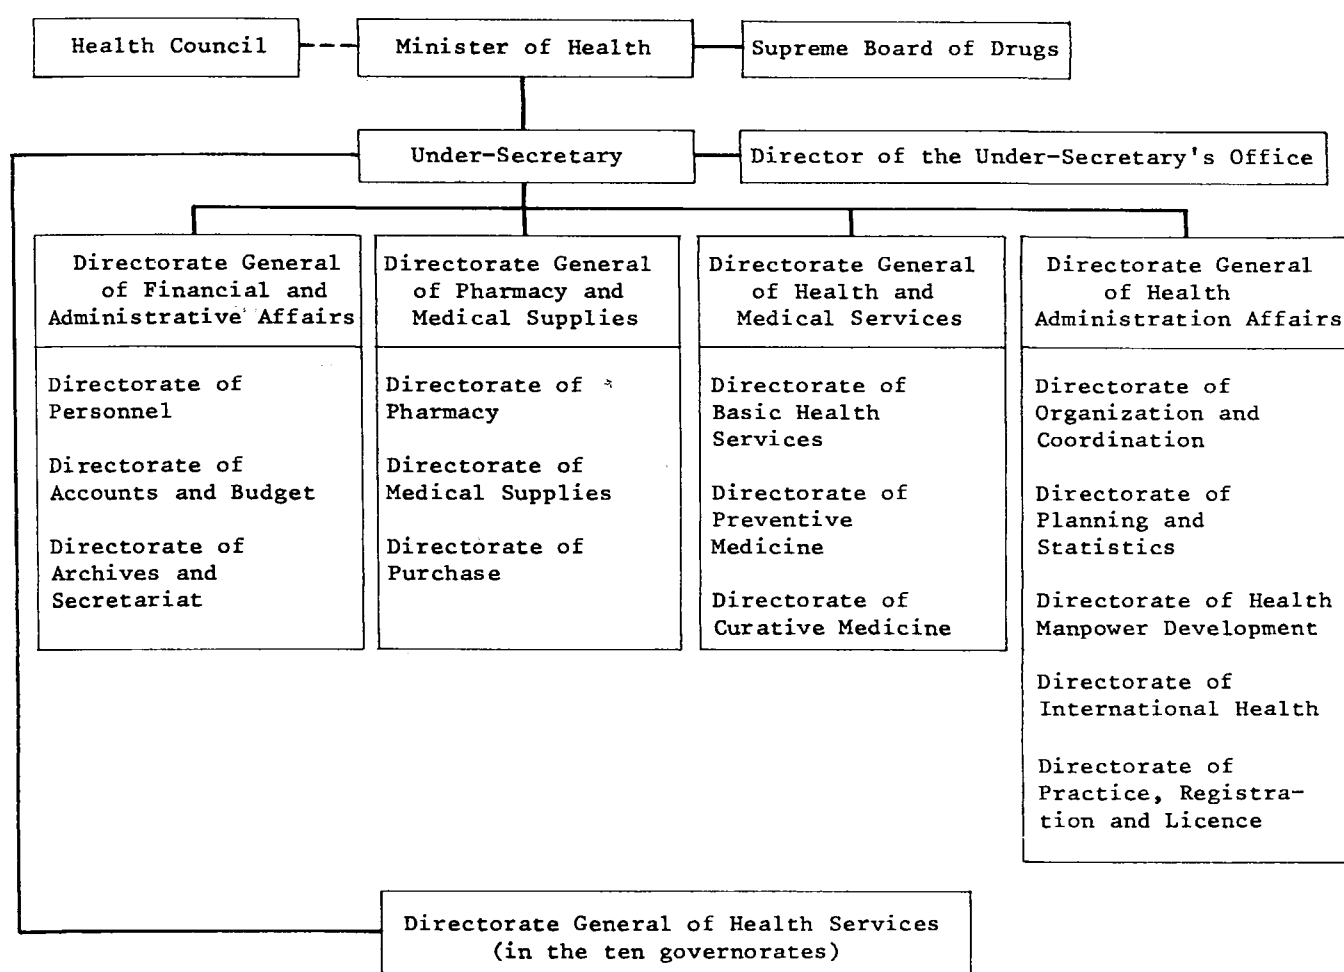 Health Council
Minister of Health
Supreme Board of Drugs
Under-Secretary
Director of the Under-Secretary's Office
Directorate General
of Financial and
Administrative Affairs
Directorate of
Personnel
Directorate of
Accounts and Budget
Directorate of
Archives and
Secretariat
Directorate General
of Pharmacy and
Medical Supplies
Directorate of
Pharmacy
Directorate of
Medical Supplies
Directorate of
Purchase
Directorate General
of Health and
Medical Services
Directorate of
Basic Health
Services
Directorate of
Preventive
Medicine
Directorate of
Curative Medicine
Directorate General
of Health
Administration Affairs
Directorate of
Organization and
Coordination
Directorate of
Planning and
Statistics
Directorate of Health
Manpower Development
Directorate of
International Health
Directorate of
Practice, Registra-
tion and Licence
Directorate General of Health Services
(in the ten governorates)